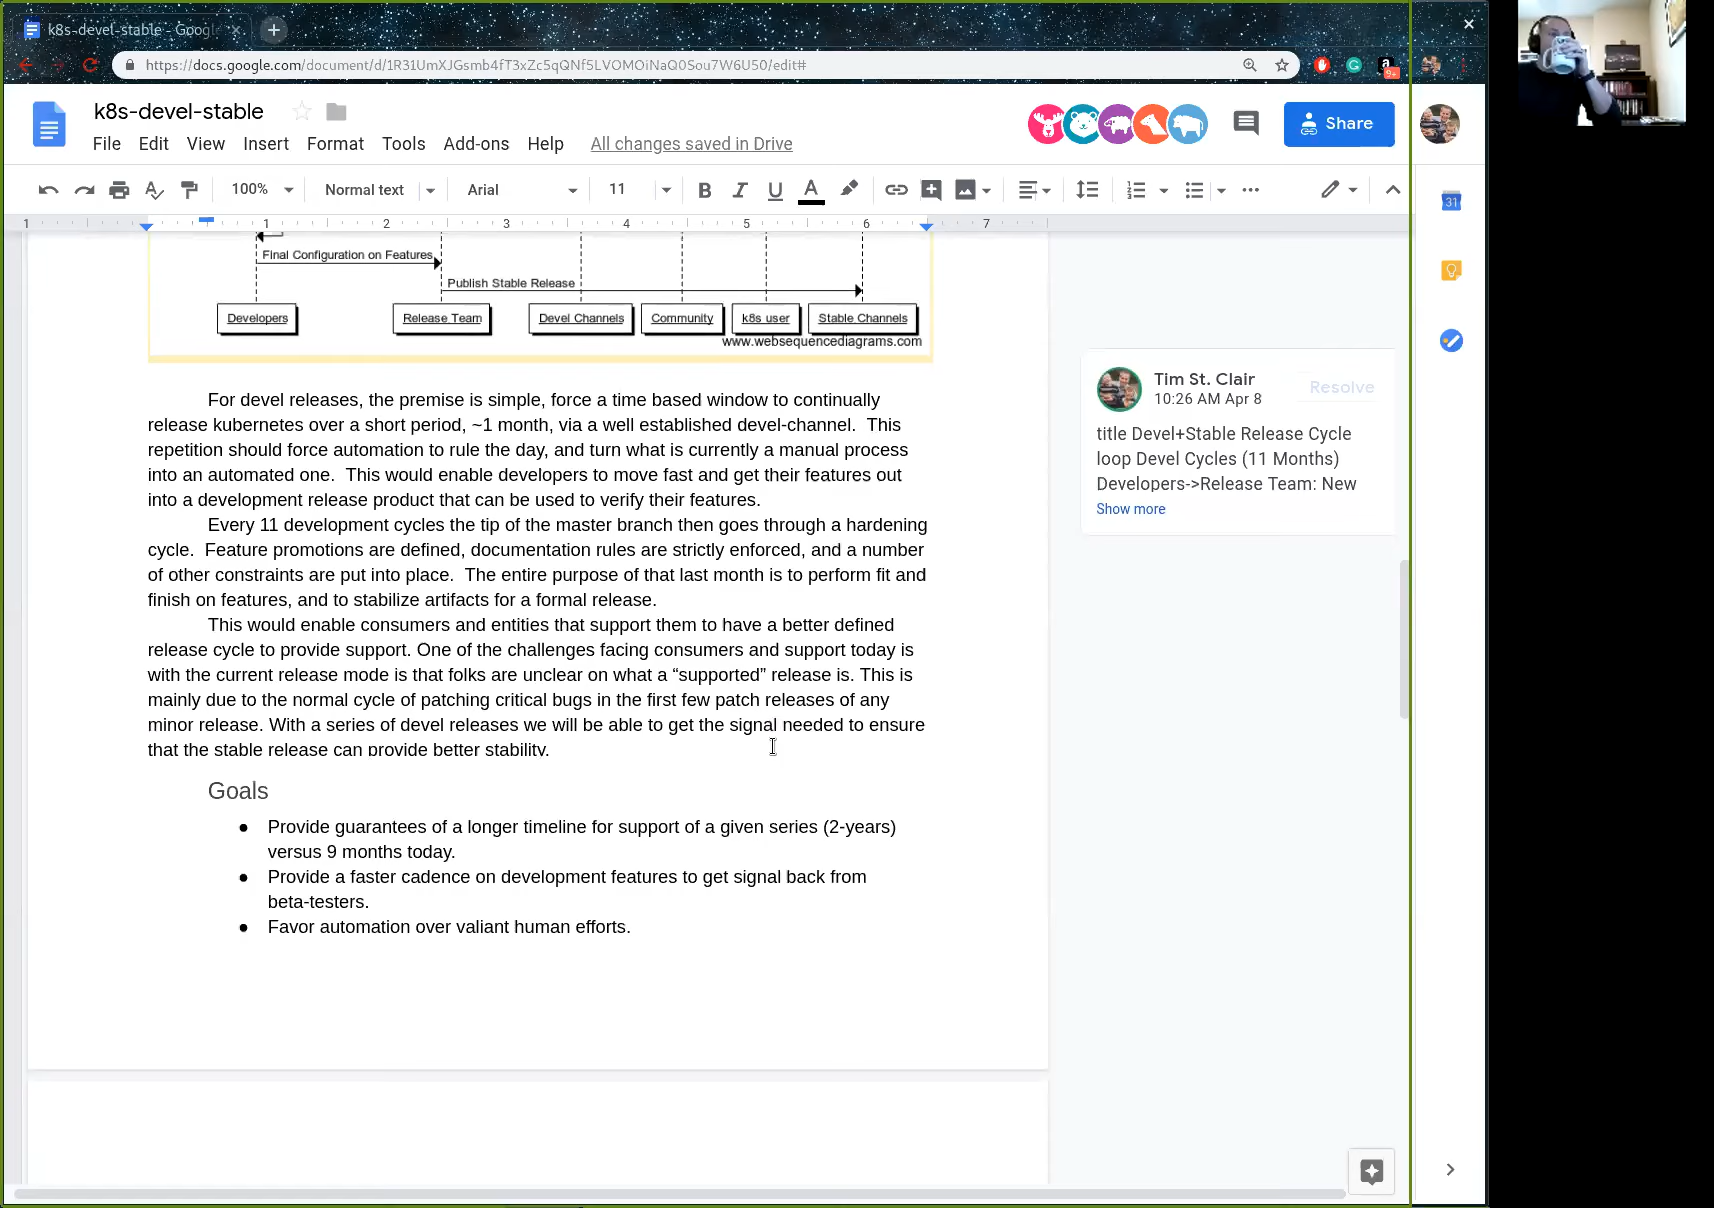 k8s-devel-stable - Googl
https://docs.google.com/document/d/1R31UmXJGsmb4fT3xZc5qQNf5LVOMOiNaQ0Sou7W6U50/edit#
9+
k8s-devel-stable
File Edit View Insert Format Tools Add-ons Help All changes saved in Drive
Share
100% Normal text Arial 11
31
1 1 2 3 4 5 6 7
Final Configuration on Features
Publish Stable Release
Developers Release Team Devel Channels Community k8s user Stable Channels
www.websequencediagrams.com
For devel releases, the premise is simple, force a time based window to continually
release kubernetes over a short period, ~1 month, via a well established devel-channel. This
repetition should force automation to rule the day, and turn what is currently a manual process
into an automated one. This would enable developers to move fast and get their features out
into a development release product that can be used to verify their features.
Every 11 development cycles the tip of the master branch then goes through a hardening
cycle. Feature promotions are defined, documentation rules are strictly enforced, and a number
of other constraints are put into place. The entire purpose of that last month is to perform fit and
finish on features, and to stabilize artifacts for a formal release.
This would enable consumers and entities that support them to have a better defined
release cycle to provide support. One of the challenges facing consumers and support today is
with the current release mode is that folks are unclear on what a “supported” release is. This is
mainly due to the normal cycle of patching critical bugs in the first few patch releases of any
minor release. With a series of devel releases we will be able to get the signal needed to ensure
that the stable release can provide better stability.
Goals
● Provide guarantees of a longer timeline for support of a given series (2-years)
versus 9 months today.
● Provide a faster cadence on development features to get signal back from
beta-testers.
● Favor automation over valiant human efforts.
Tim St. Clair
10:26 AM Apr 8
Resolve
title Devel+Stable Release Cycle
loop Devel Cycles (11 Months)
Developers->Release Team: New
Show more